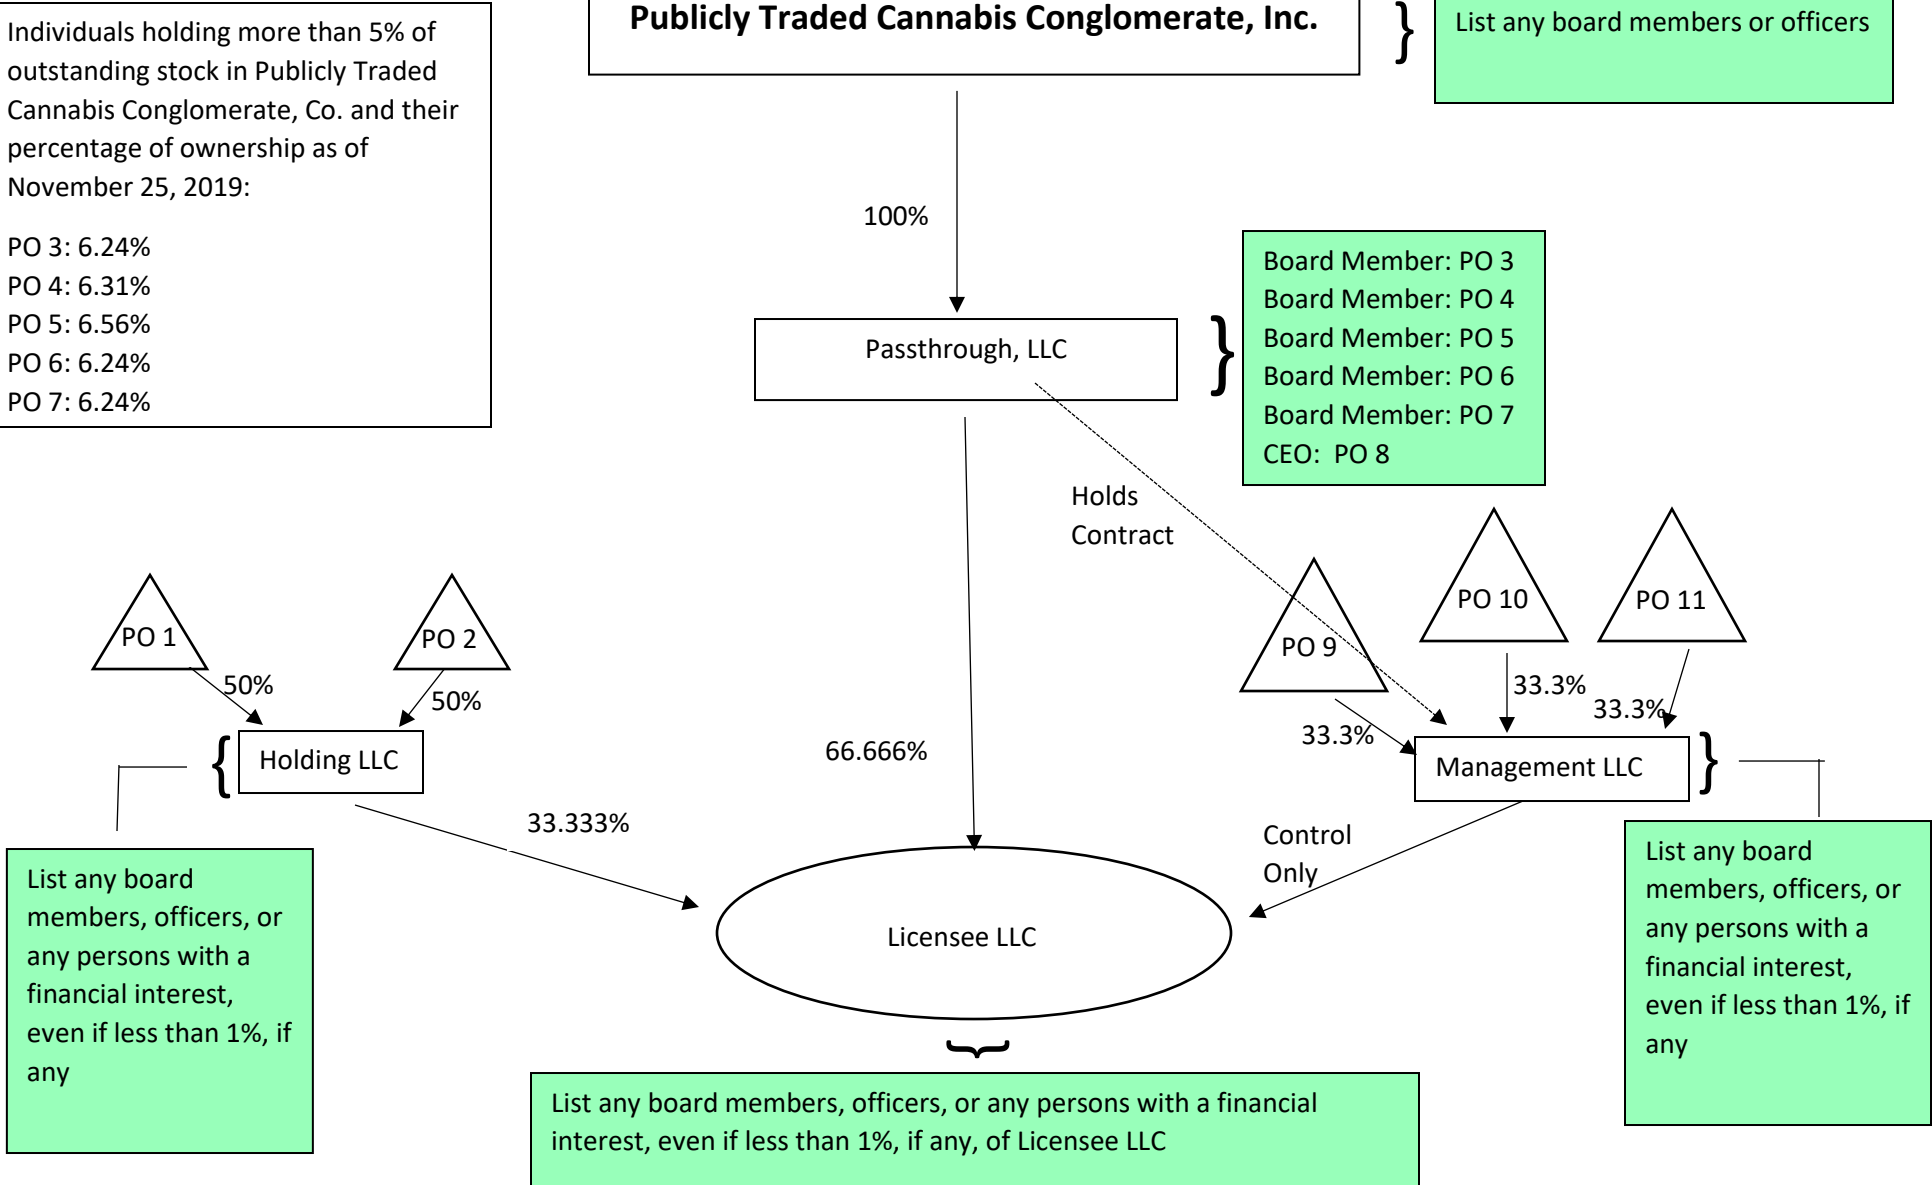 Publicly Traded Cannabis Conglomerate, Inc.
}
List any board members or officers
Individuals holding more than 5% of
outstanding stock in Publicly Traded
Cannabis Conglomerate, Co. and their
percentage of ownership as of
November 25, 2019:
PO 3: 6.24%
PO 4: 6.31%
PO 5: 6.56%
PO 6: 6.24%
PO 7: 6.24%
100%
Passthrough, LLC
}
Board Member: PO 3
Board Member: PO 4
Board Member: PO 5
Board Member: PO 6
Board Member: PO 7
CEO:  PO 8
Holds
Contract
PO 1
PO 2
50%
50%
{
Holding LLC
33.333%
66.666%
PO 9
PO 10
PO 11
33.3%
33.3%
33.3%
Management LLC
}
Control
Only
Licensee LLC
List any board
members, officers, or
any persons with a
financial interest,
even if less than 1%, if
any
List any board
members, officers, or
any persons with a
financial interest,
even if less than 1%, if
any
}
List any board members, officers, or any persons with a financial
interest, even if less than 1%, if any, of Licensee LLC